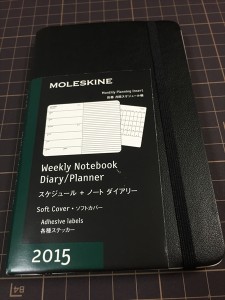 MOLESKINE
Monthly Planning Insert
Weekly Notebook
Diary/Planner
スケジュール + ノート ダイアリー
Soft Cover・ソフトカバー
Adhesive labels
各種ステッカー
2015
B4